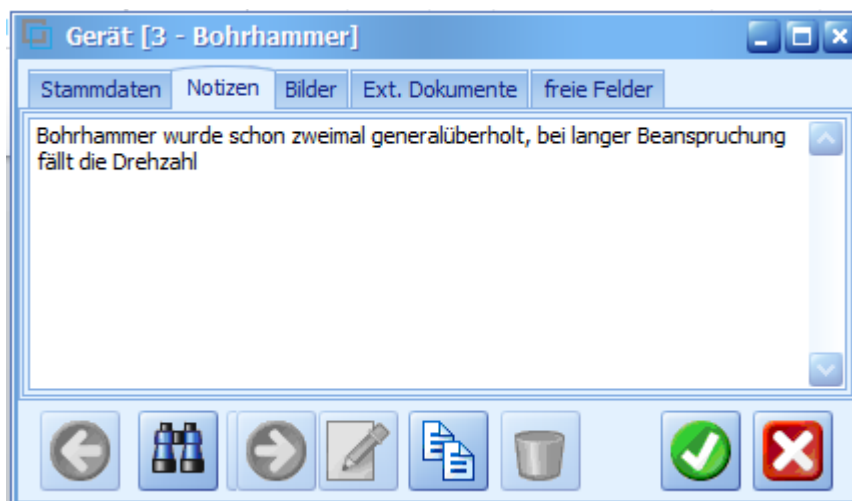 Gerät [3 - Bohrhammer]
Stammdaten Notizen Bilder Ext. Dokumente freie Felder
Bohrhammer wurde schon zweimal generalüberholt, bei langer Beanspruchung
fällt die Drehzahl